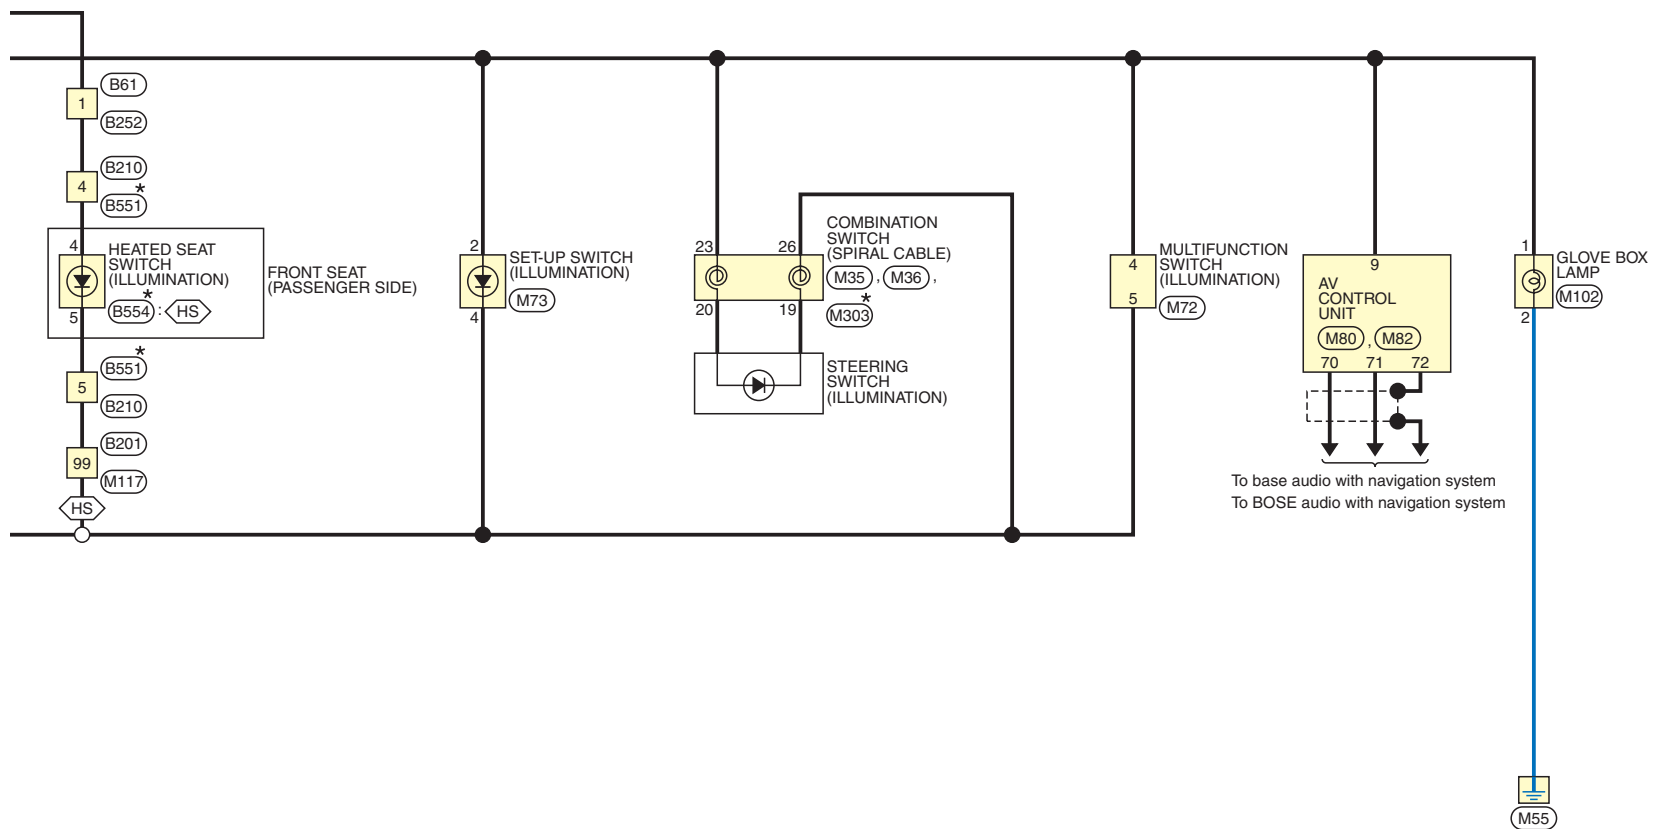 1
B61
B252
4
B210
*
B551
4
HEATED SEAT
SWITCH
(ILLUMINATION)
*
B554 : HS
5
FRONT SEAT
(PASSENGER SIDE)
5
*
B551
B210
99
B201
M117
HS
2
SET-UP SWITCH
(ILLUMINATION)
M73
4
23
26
COMBINATION
SWITCH
(SPIRAL CABLE)
M35 , M36 ,
*
M303
20
19
STEERING
SWITCH
(ILLUMINATION)
4
5
MULTIFUNCTION
SWITCH
(ILLUMINATION)
M72
9
AV
CONTROL
UNIT
M80 , M82
70 71 72
To base audio with navigation system
To BOSE audio with navigation system
1
GLOVE BOX
LAMP
M102
2
M55